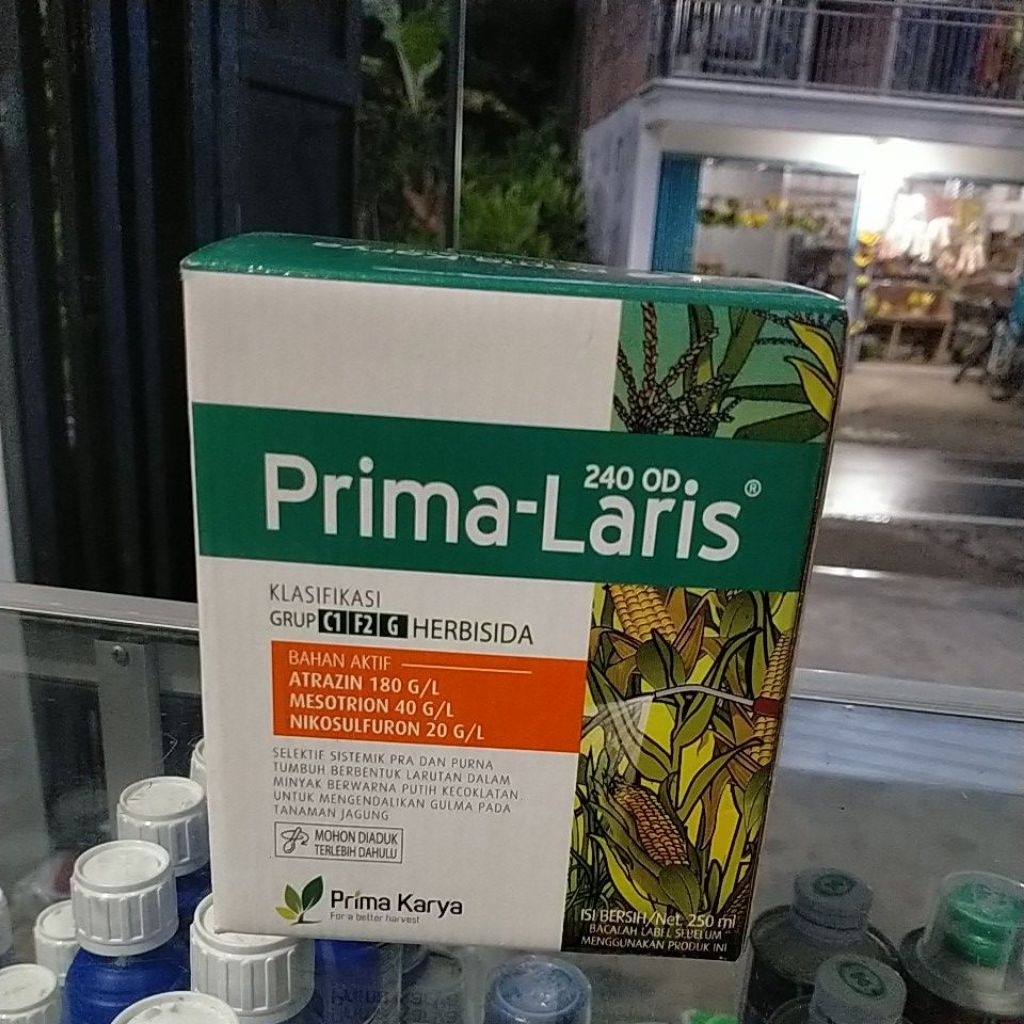 240 OD
Prima-Laris®
KLASIFIKASI
GRUP C1 F2 G HERBISIDA
BAHAN AKTIF
ATRAZIN 180 G/L
MESOTRION 40 G/L
NIKOSULFURON 20 G/L
SELEKTIF SISTEMIK PRA DAN PURNA
TUMBUH BERBENTUK LARUTAN DALAM
MINYAK BERWARNA PUTIH KECOKLATAN
UNTUK MENGENDALIKAN GULMA PADA
TANAMAN JAGUNG
MOHON DIADUK
TERLEBIH DAHULU
Prima Karya
For a better harvest
ISI BERSIH/Net 250 ml
BACALAH LABEL SEBELUM
MENGGUNAKAN PRODUK INI